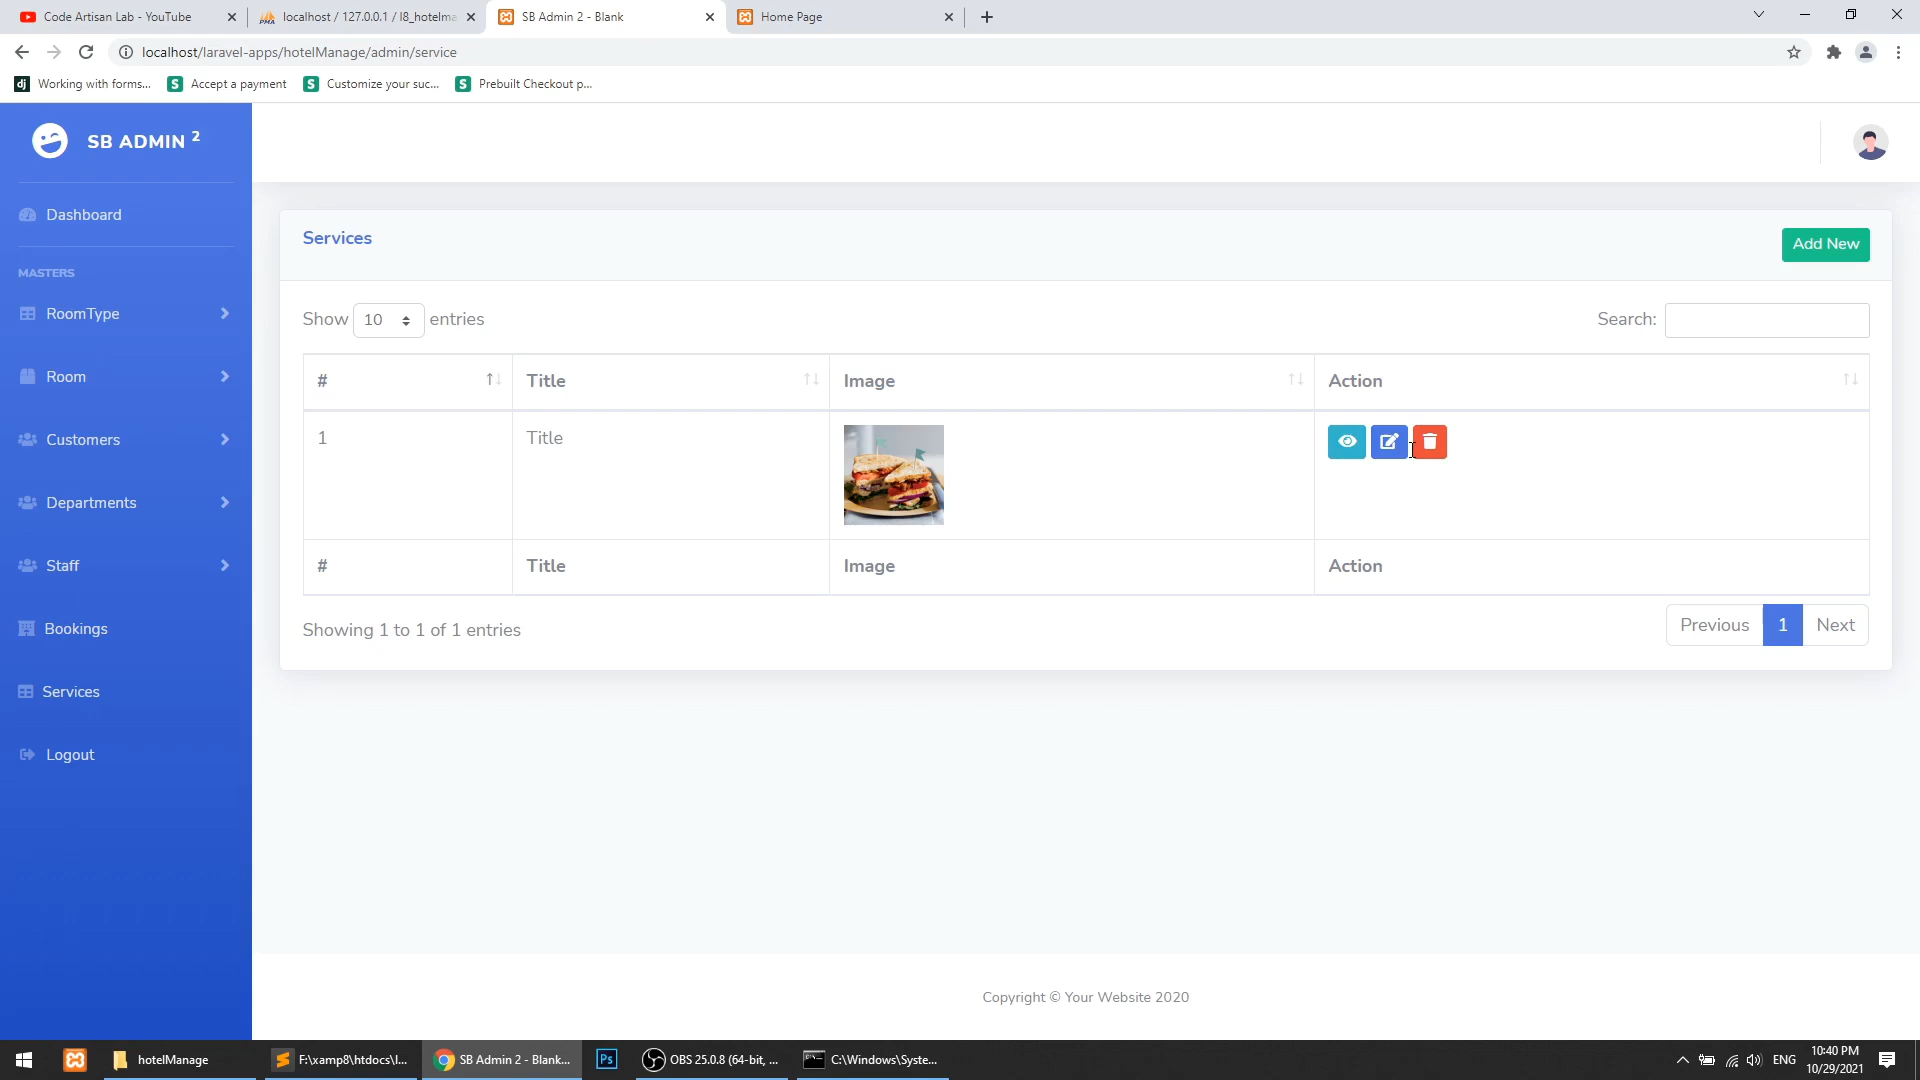 Code Artisan Lab - YouTube
localhost / 127.0.0.1 / l8_hotelma
SB Admin 2 - Blank
Home Page
localhost/laravel-apps/hotelManage/admin/service
dj Working with forms...
S Accept a payment
S Customize your suc...
S Prebuilt Checkout p...
SB ADMIN 2
Dashboard
MASTERS
RoomType
Room
Customers
Departments
Staff
Bookings
Services
Logout
Services
Add New
Show 10 entries
Search:
# Title Image Action
1 Title
# Title Image Action
Showing 1 to 1 of 1 entries
Previous 1 Next
Copyright © Your Website 2020
hotelManage
F:\xamp8\htdocs\l...
SB Admin 2 - Blank...
Ps
OBS 25.0.8 (64-bit, ...
C:\Windows\Syste...
ENG
10:40 PM
10/29/2021